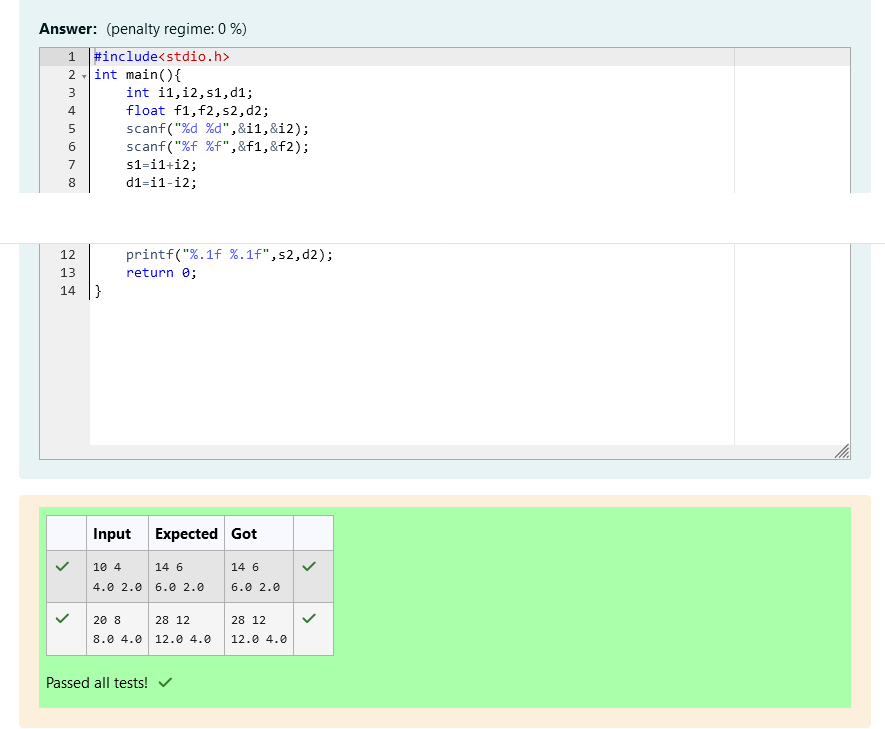 Answer: (penalty regime: 0 %)
1 #include<stdio.h>
2 int main(){
3 int i1,i2,s1,d1;
4 float f1,f2,s2,d2;
5 scanf("%d %d",&i1,&i2);
6 scanf("%f %f",&f1,&f2);
7 s1=i1+i2;
8 d1=i1-i2;
12 printf("%.1f %.1f",s2,d2);
13 return 0;
14 }
Input Expected Got
10 4 14 6 14 6
4.0 2.0 6.0 2.0 6.0 2.0
20 8 28 12 28 12
8.0 4.0 12.0 4.0 12.0 4.0
Passed all tests!